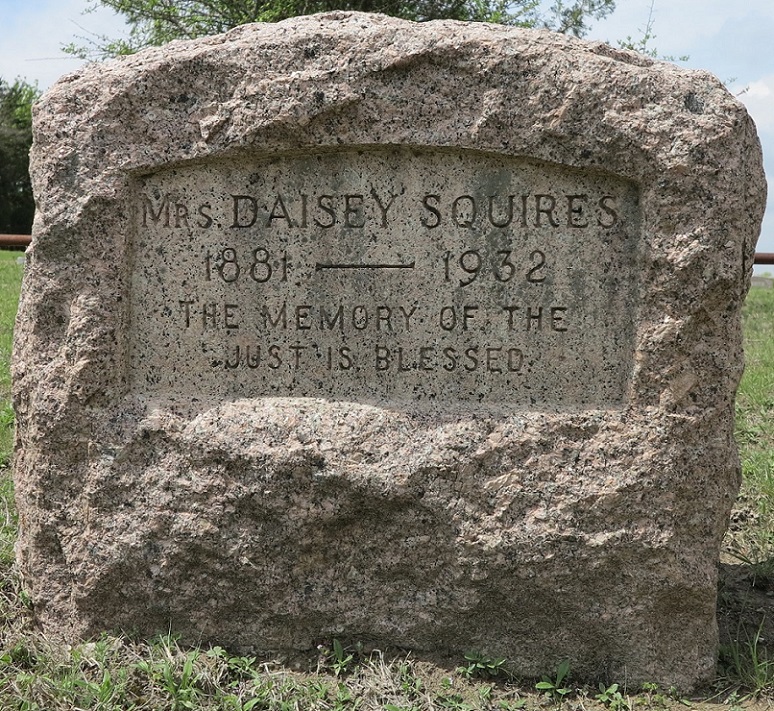 Mrs. DAISEY SQUIRES
1881 — 1932
THE MEMORY OF THE
JUST IS BLESSED.